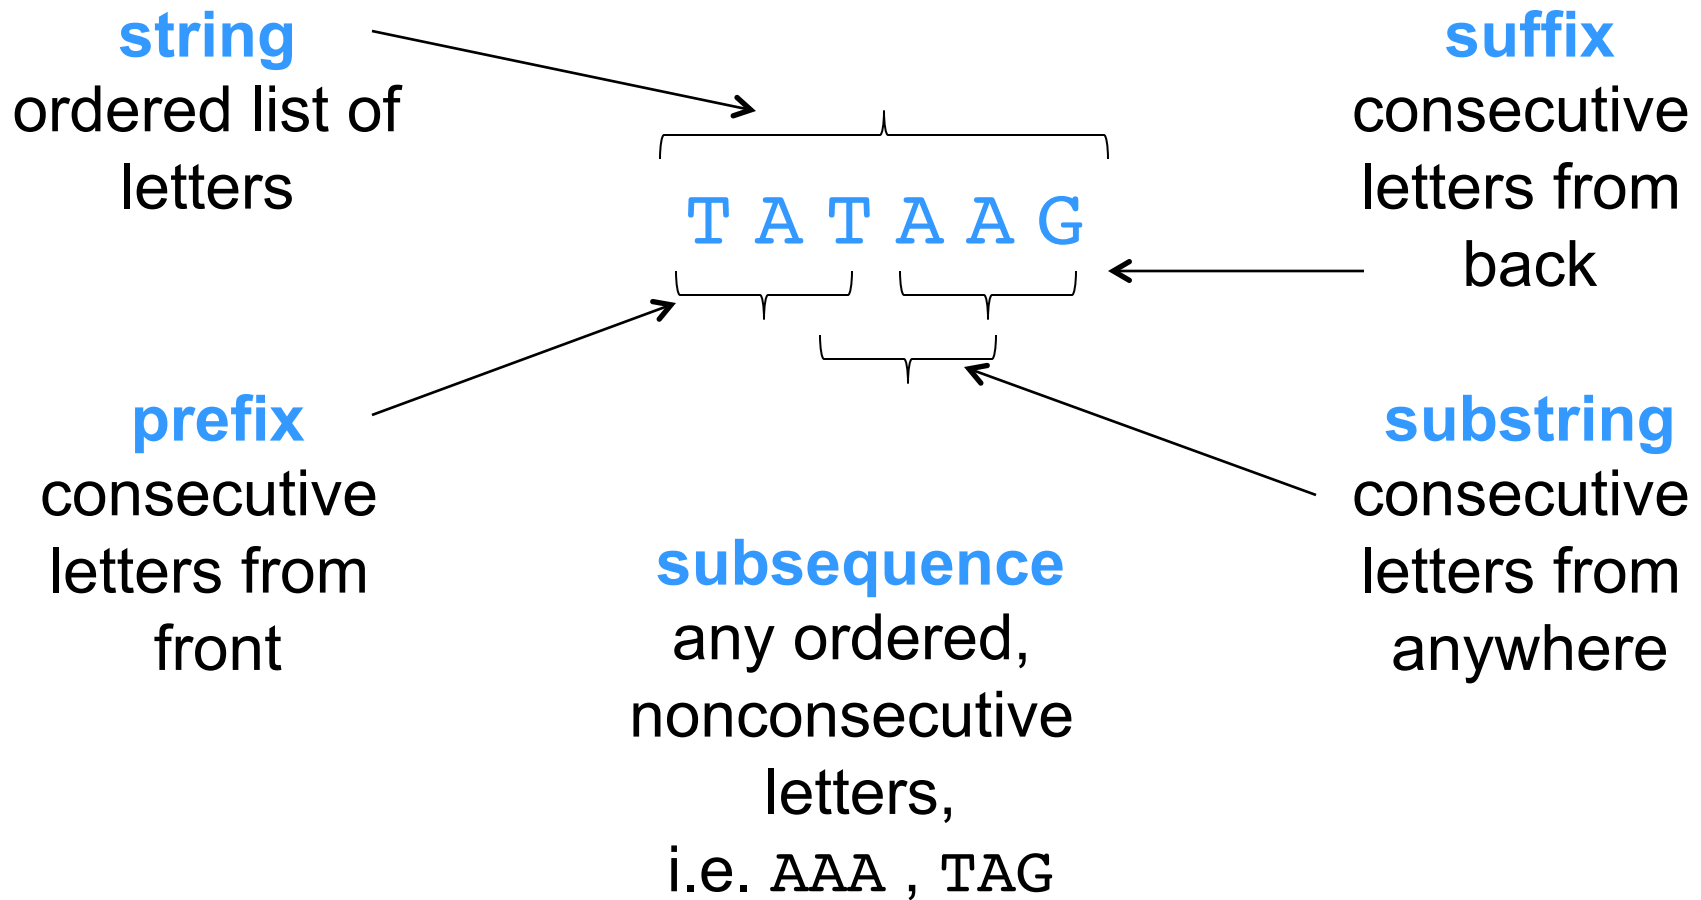 string
ordered list of
letters
suffix
consecutive
letters from
back
T A T A A G
prefix
consecutive
letters from
front
subsequence
any ordered,
nonconsecutive
letters,
i.e. AAA , TAG
substring
consecutive
letters from
anywhere